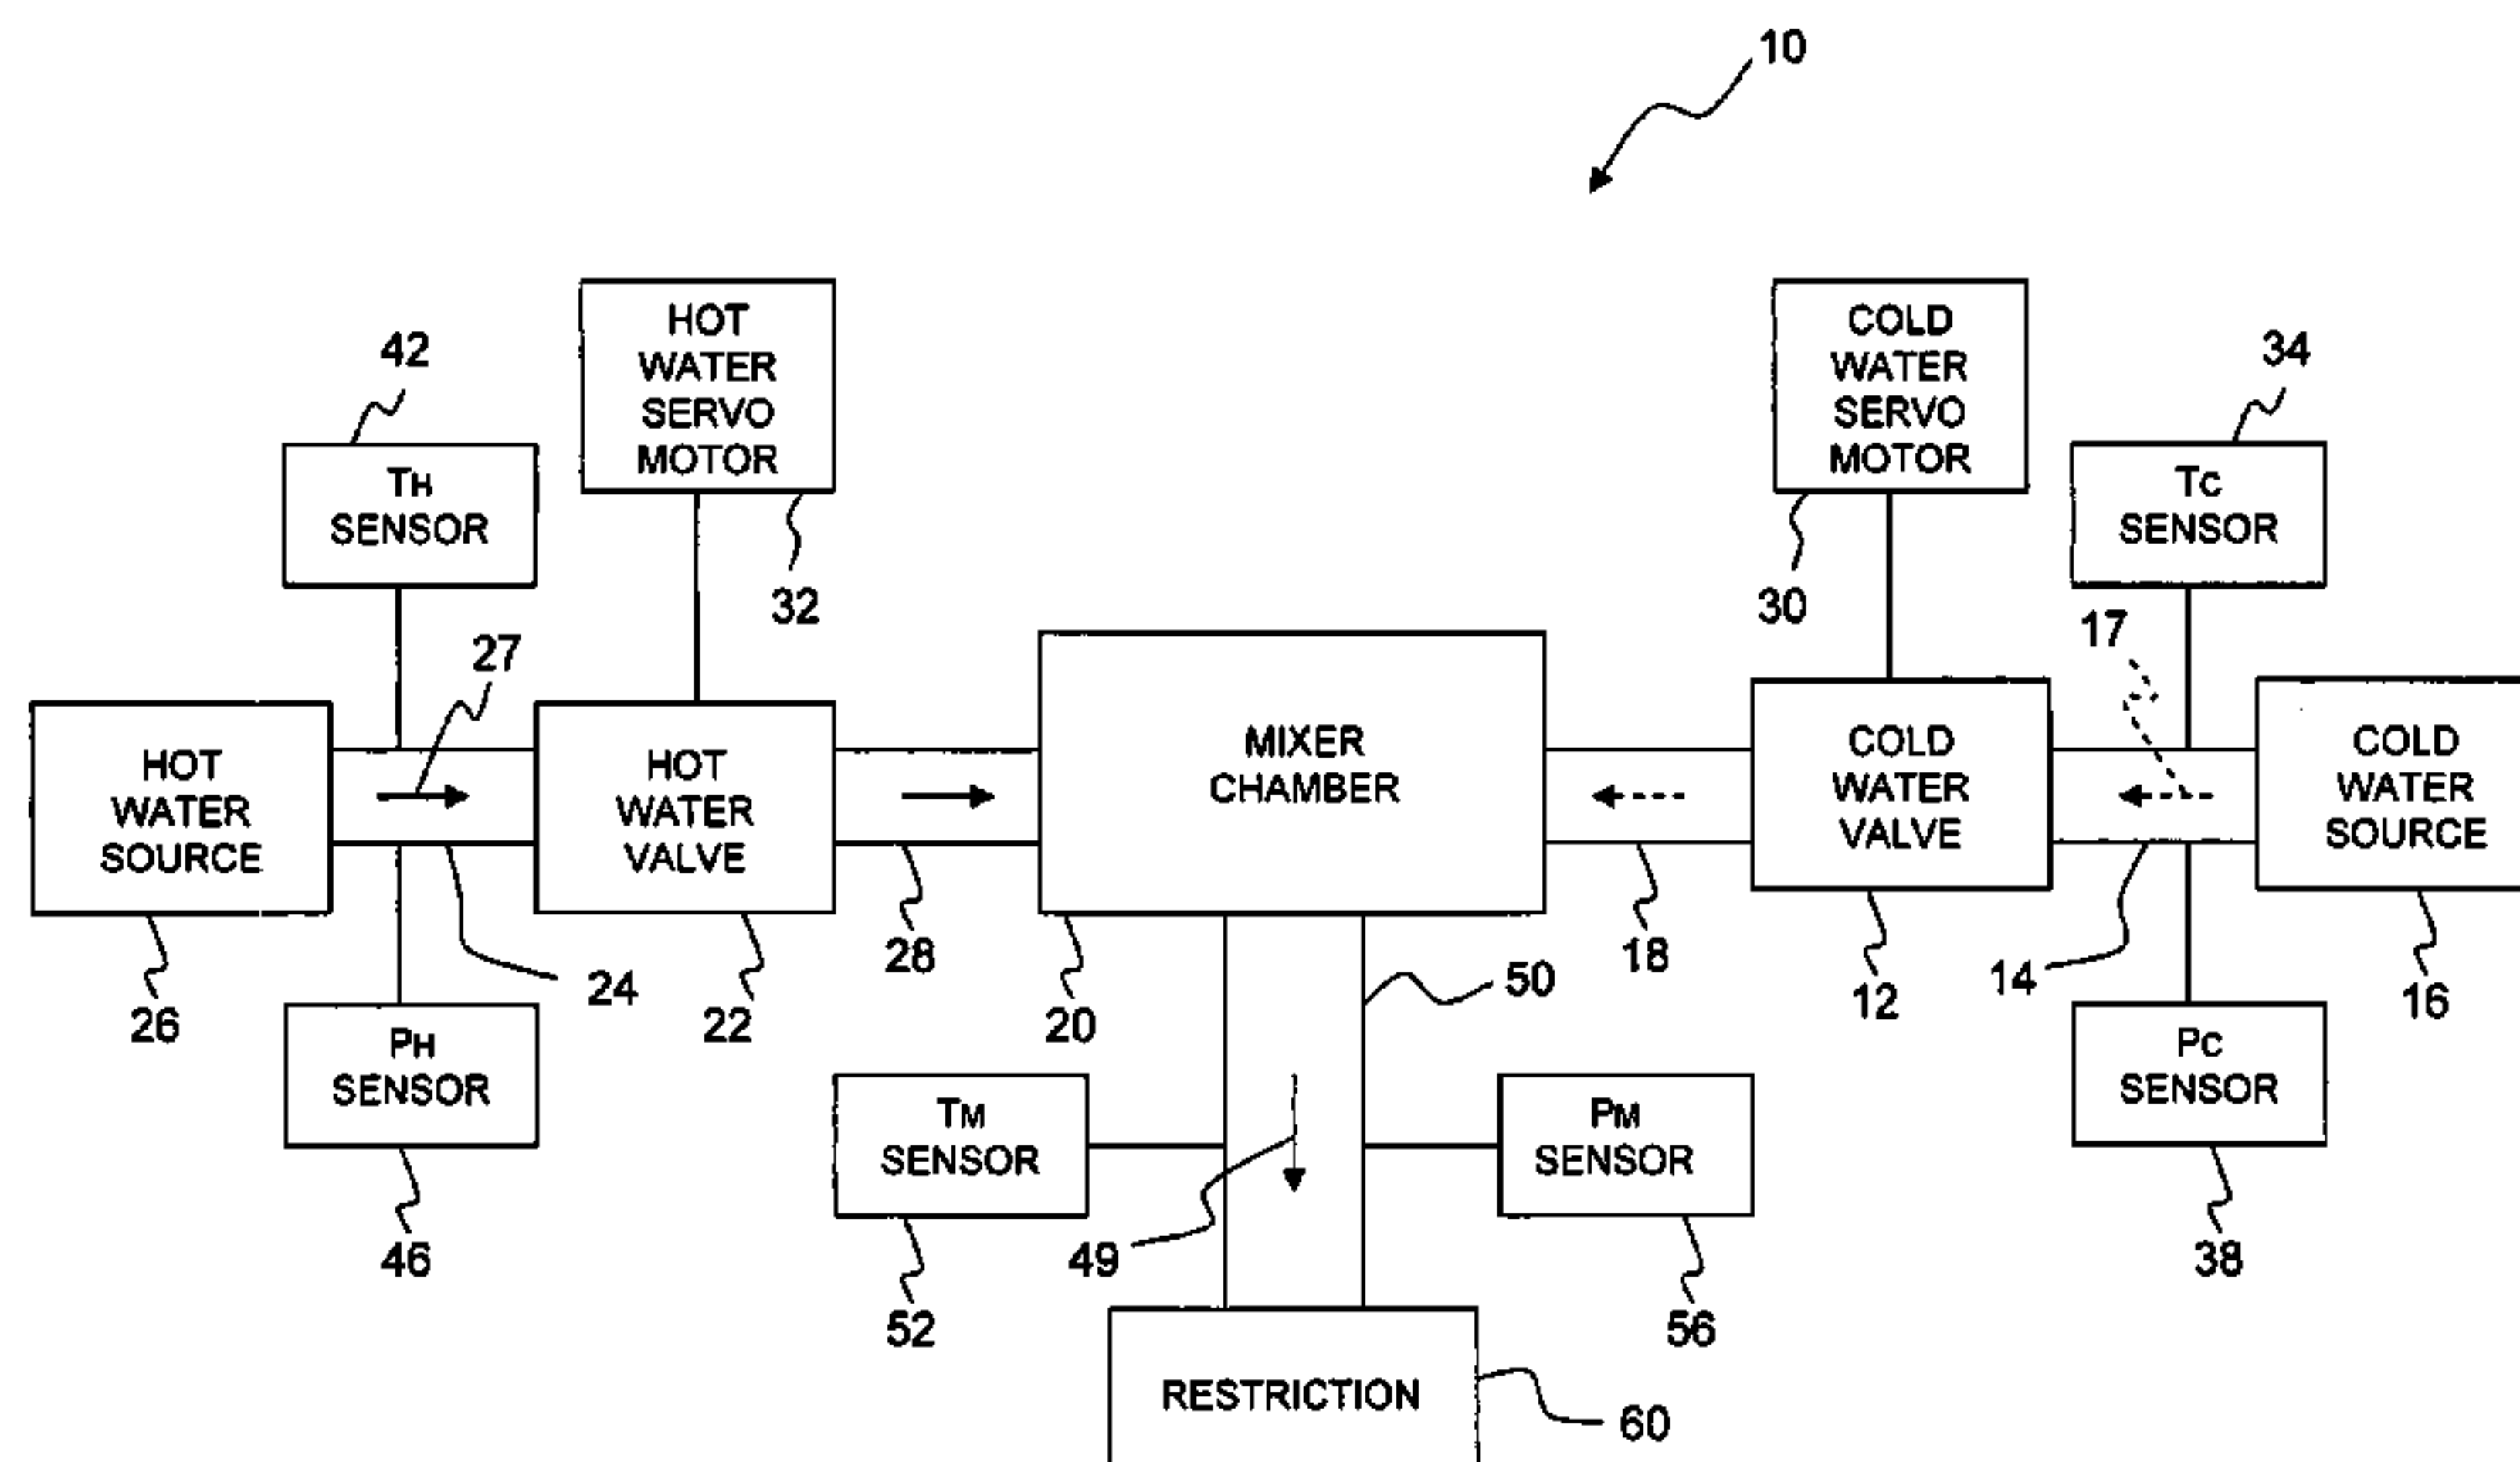 10
HOT
WATER
SERVO
MOTOR
COLD
WATER
SERVO
MOTOR
42
34
TH
SENSOR
TC
SENSOR
32
30
27
17
HOT
WATER
SOURCE
HOT
WATER
VALVE
MIXER
CHAMBER
COLD
WATER
VALVE
COLD
WATER
SOURCE
26
24
22
28
20
50
18
12
14
16
PH
SENSOR
TM
SENSOR
PM
SENSOR
PC
SENSOR
46
52
49
56
38
RESTRICTION
60